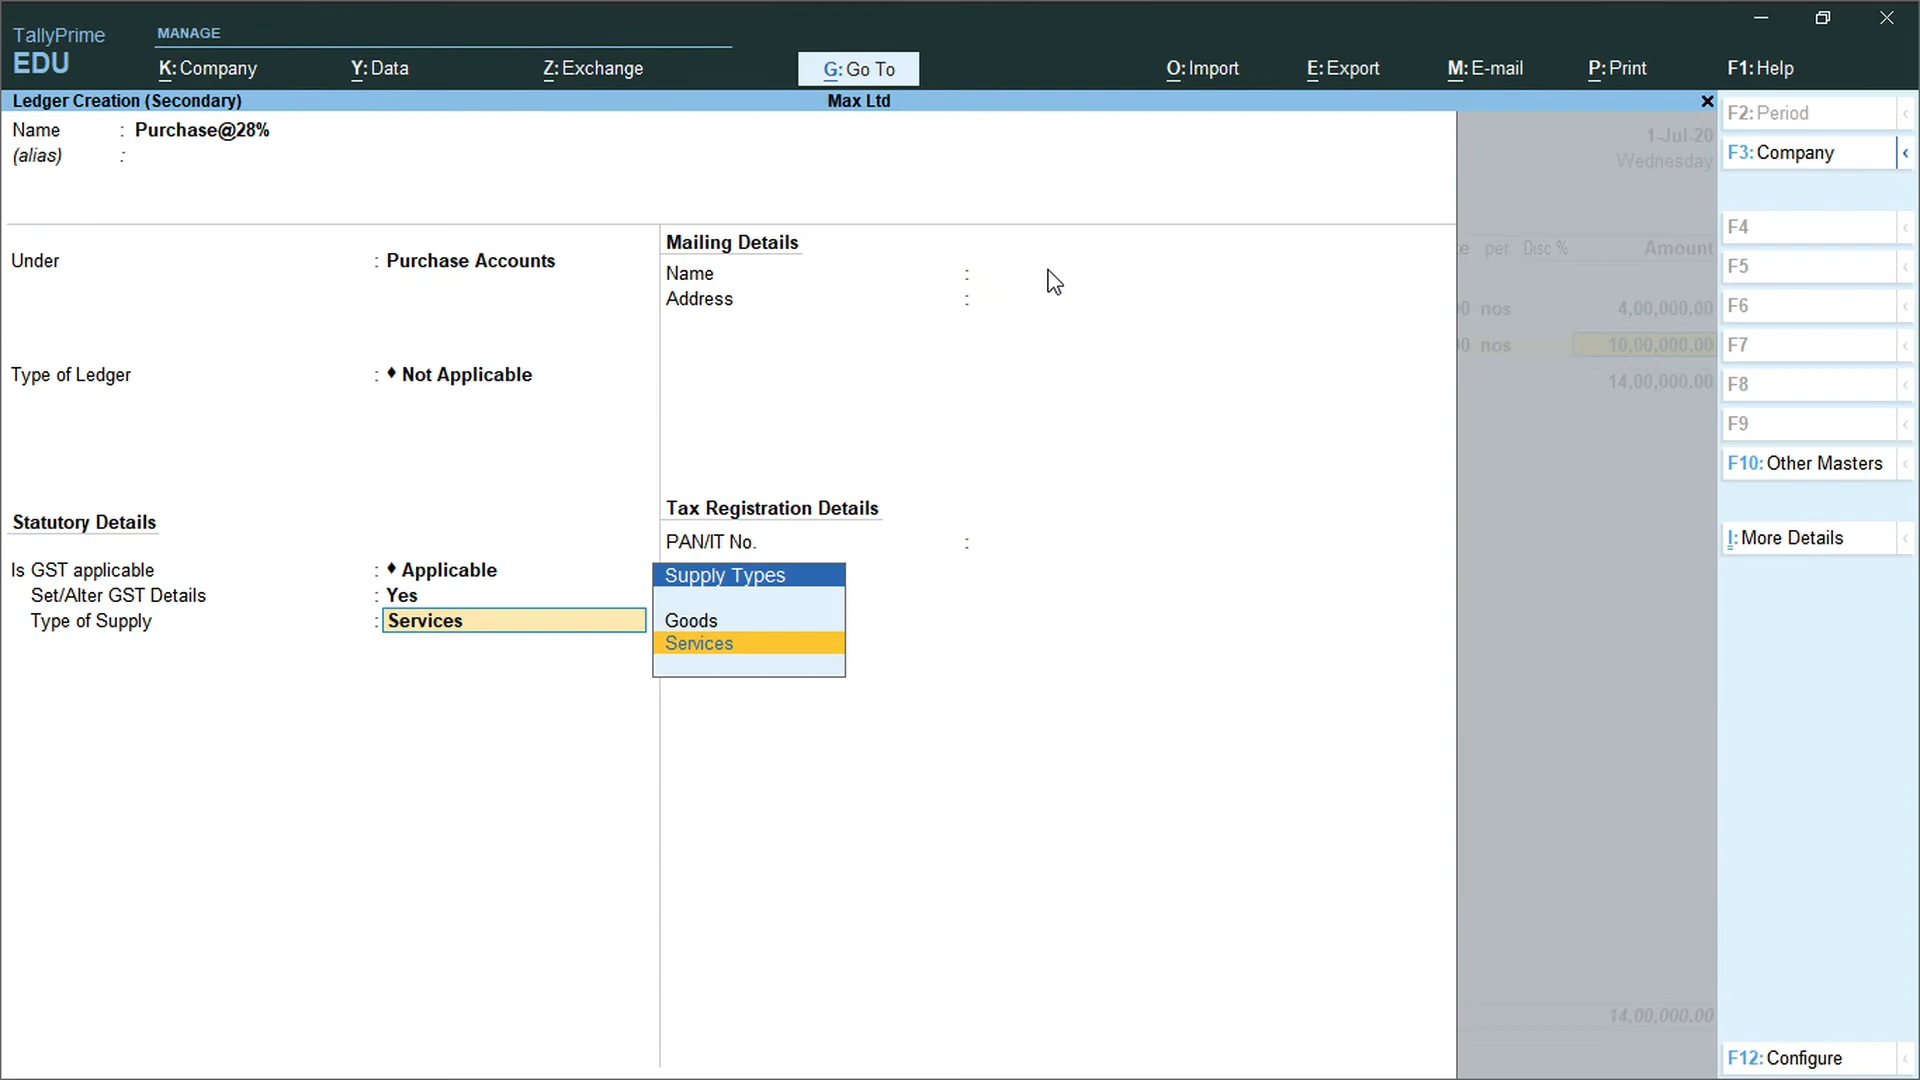 TallyPrime
EDU
MANAGE
K: Company
Y: Data
Z: Exchange
G: Go To
O: Import
E: Export
M: E-mail
P: Print
F1: Help
Ledger Creation (Secondary)
Max Ltd
Name : Purchase@28%
(alias) :
Under : Purchase Accounts
Type of Ledger : ♦ Not Applicable
Statutory Details
Is GST applicable : ♦ Applicable
Set/Alter GST Details : Yes
Type of Supply : Services
Mailing Details
Name :
Address :
Tax Registration Details
PAN/IT No. :
Supply Types
Goods
Services
1-Jul-20
Wednesday
per Disc % Amount
nos 4,00,000.00
nos 10,00,000.00
14,00,000.00
14,00,000.00
F2: Period
F3: Company
F4
F5
F6
F7
F8
F9
F10: Other Masters
I: More Details
F12: Configure